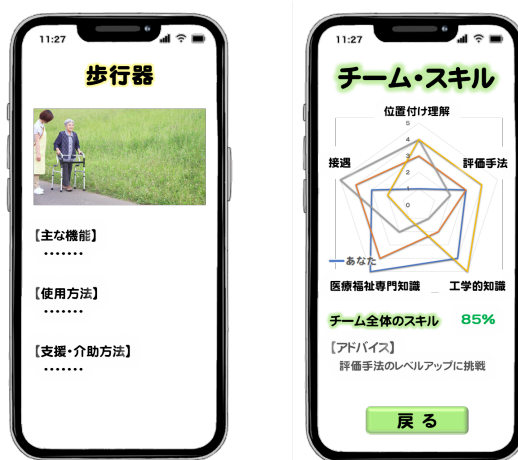 11:27
歩行器
【主な機能】
・・・・・・・
【使用方法】
・・・・・・・
【支援・介助方法】
・・・・・・・
11:27
チーム・スキル
位置付け理解
5
4
3
2
1
0
接遇
評価手法
あなた
医療福祉専門知識
工学的知識
チーム全体のスキル 85%
【アドバイス】
評価手法のレベルアップに挑戦
戻る